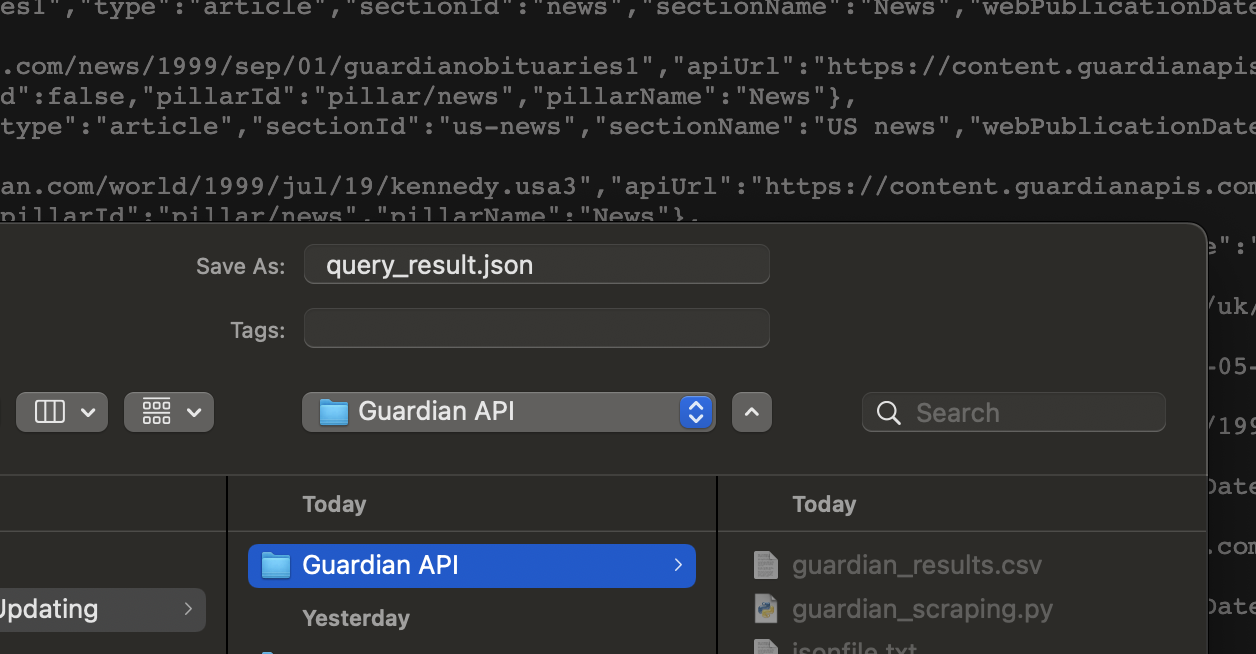 es1","type":"article","sectionId":"news","sectionName":"News","webPublicationDate
.com/news/1999/sep/01/guardianobituaries1","apiUrl":"https://content.guardianapis
d":false,"pillarId":"pillar/news","pillarName":"News"},
type":"article","sectionId":"us-news","sectionName":"US news","webPublicationDate
an.com/world/1999/jul/19/kennedy.usa3","apiUrl":"https://content.guardianapis.com
pillarId":"pillar/news","pillarName":"News"},
e":"
Save As: query_result.json
/uk/
Tags:
-05-
Guardian API
Search
/199
Today
Today
Date
Guardian API
guardian_results.csv
.com
Updating
guardian_scraping.py
Date
Yesterday
jsonfile.txt